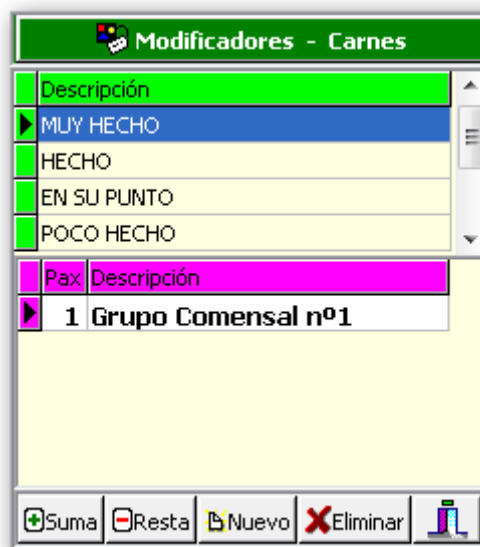 Modificadores - Carnes
Descripción
MUY HECHO
HECHO
EN SU PUNTO
POCO HECHO
Pax Descripción
1 Grupo Comensal nº1
Suma Resta Nuevo Eliminar